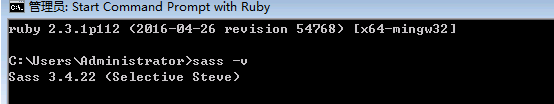 管理员: Start Command Prompt with Ruby
ruby 2.3.1p112 (2016-04-26 revision 54768) [x64-mingw32]
C:\Users\Administrator>sass -v
Sass 3.4.22 (Selective Steve)